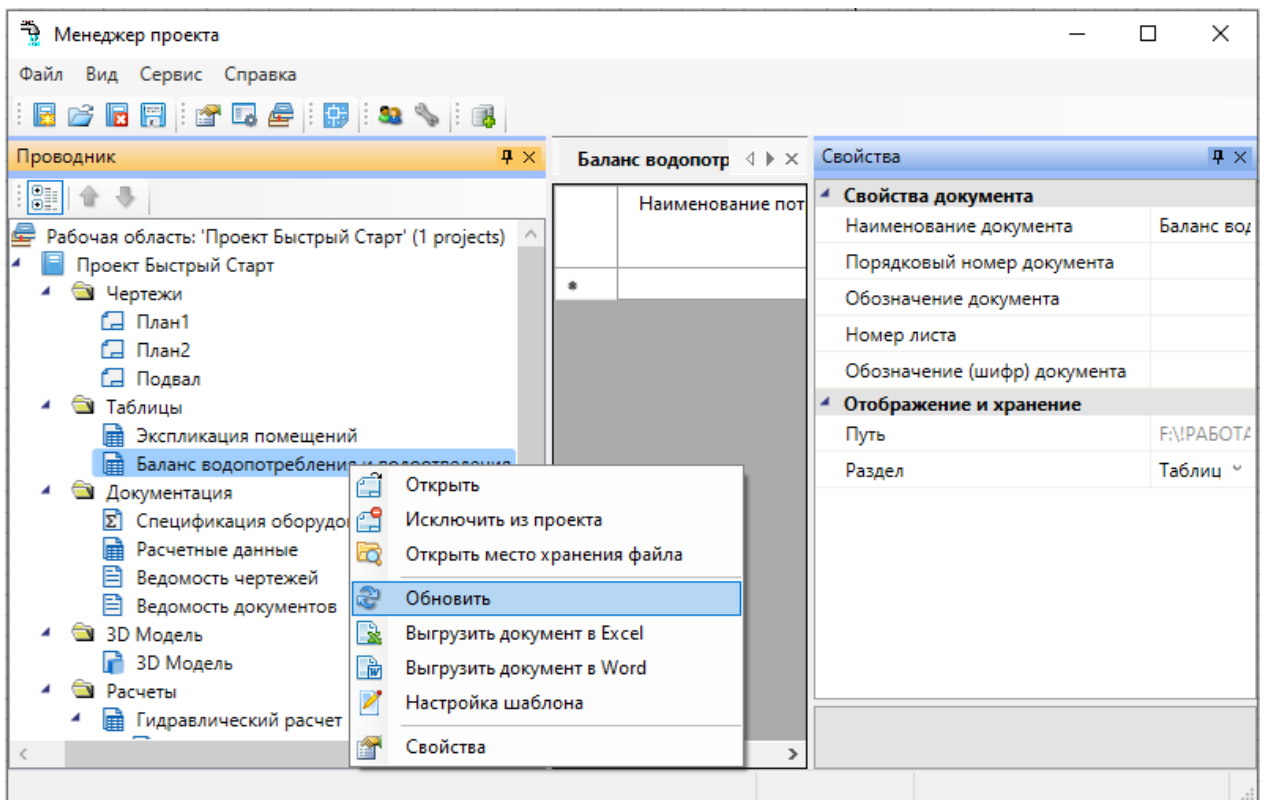 Менеджер проекта
Файл Вид Сервис Справка
Проводник
Рабочая область: 'Проект Быстрый Старт' (1 projects)
Проект Быстрый Старт
Чертежи
План1
План2
Подвал
Таблицы
Экспликация помещений
Баланс водопотребления и водоотведения
Документация
Спецификация оборудо
Расчетные данные
Ведомость чертежей
Ведомость документов
3D Модель
3D Модель
Расчеты
Гидравлический расчет
Открыть
Исключить из проекта
Открыть место хранения файла
Обновить
Выгрузить документ в Excel
Выгрузить документ в Word
Настройка шаблона
Свойства
Баланс водопотр
Наименование пот
Свойства
Свойства документа
Наименование документа Баланс вод
Порядковый номер документа
Обозначение документа
Номер листа
Обозначение (шифр) документа
Отображение и хранение
Путь F:\!РАБОТА
Раздел Таблиц